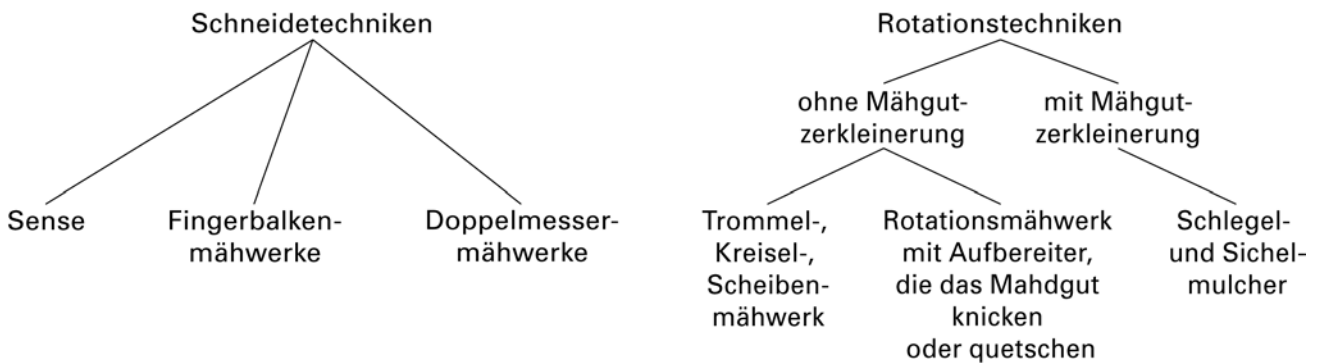 Schneidetechniken
Sense
Fingerbalken-
mähwerke
Doppelmesser-
mähwerke
Rotationstechniken
ohne Mähgut-
zerkleinerung
mit Mähgut-
zerkleinerung
Trommel-,
Kreisel-,
Scheiben-
mähwerk
Rotationsmähwerk
mit Aufbereiter,
die das Mahdgut
knicken
oder quetschen
Schlegel-
und Sichel-
mulcher